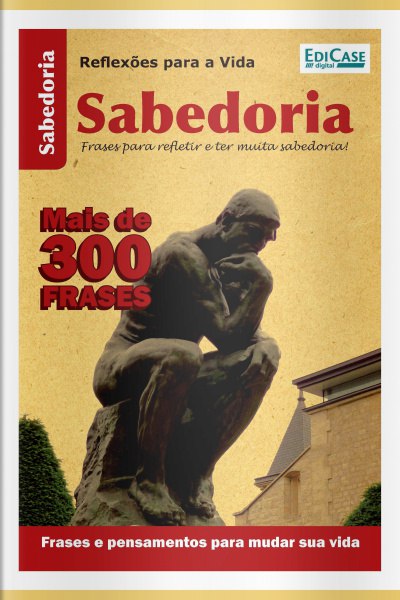 Sabedoria
Reflexões para a Vida
EDICASE
digital
Sabedoria
Frases para refletir e ter muita sabedoria!
Mais de
300
FRASES
Frases e pensamentos para mudar sua vida